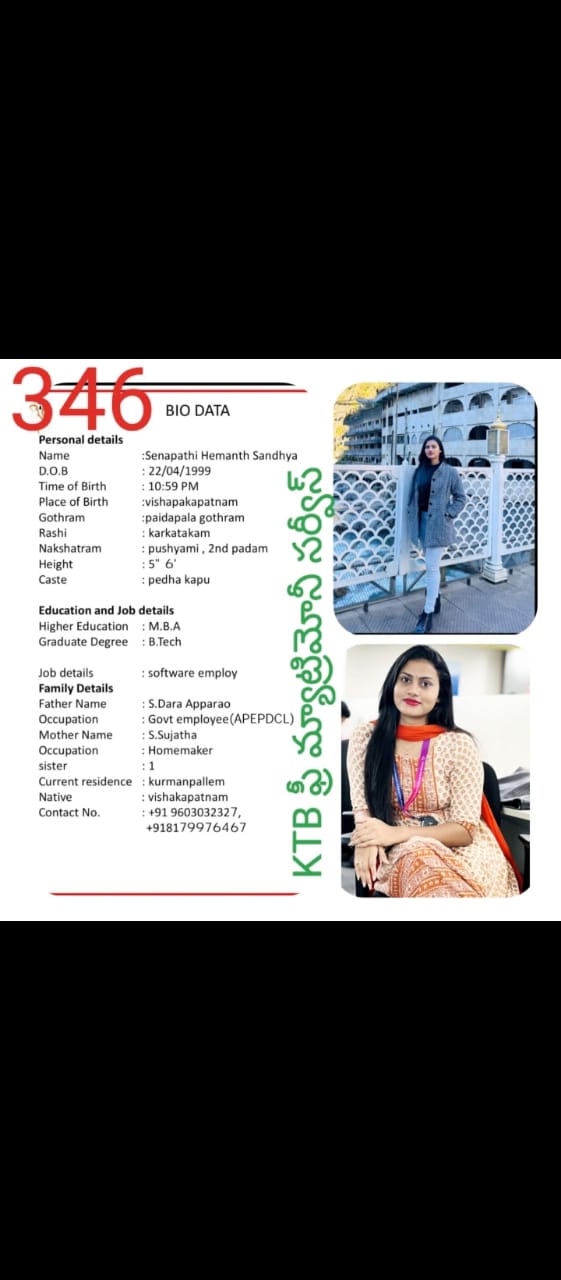 346
BIO DATA
Personal details
Name :Senapathi Hemanth Sandhya
D.O.B : 22/04/1999
Time of Birth : 10:59 PM
Place of Birth :vishapakapatnam
Gothram :paidapala gothram
Rashi : karkatakam
Nakshatram : pushyami , 2nd padam
Height : 5" 6'
Caste : pedha kapu
Education and Job details
Higher Education : M.B.A
Graduate Degree : B.Tech
Job details : software employ
Family Details
Father Name : S.Dara Apparao
Occupation : Govt employee(APEPDCL)
Mother Name : S.Sujatha
Occupation : Homemaker
sister : 1
Current residence : kurmanpallem
Native : vishakapatnam
Contact No. : +91 9603032327,
+918179976467
KTB ఫ్రీ మ్యాట్రిమోనీ సర్వీస్